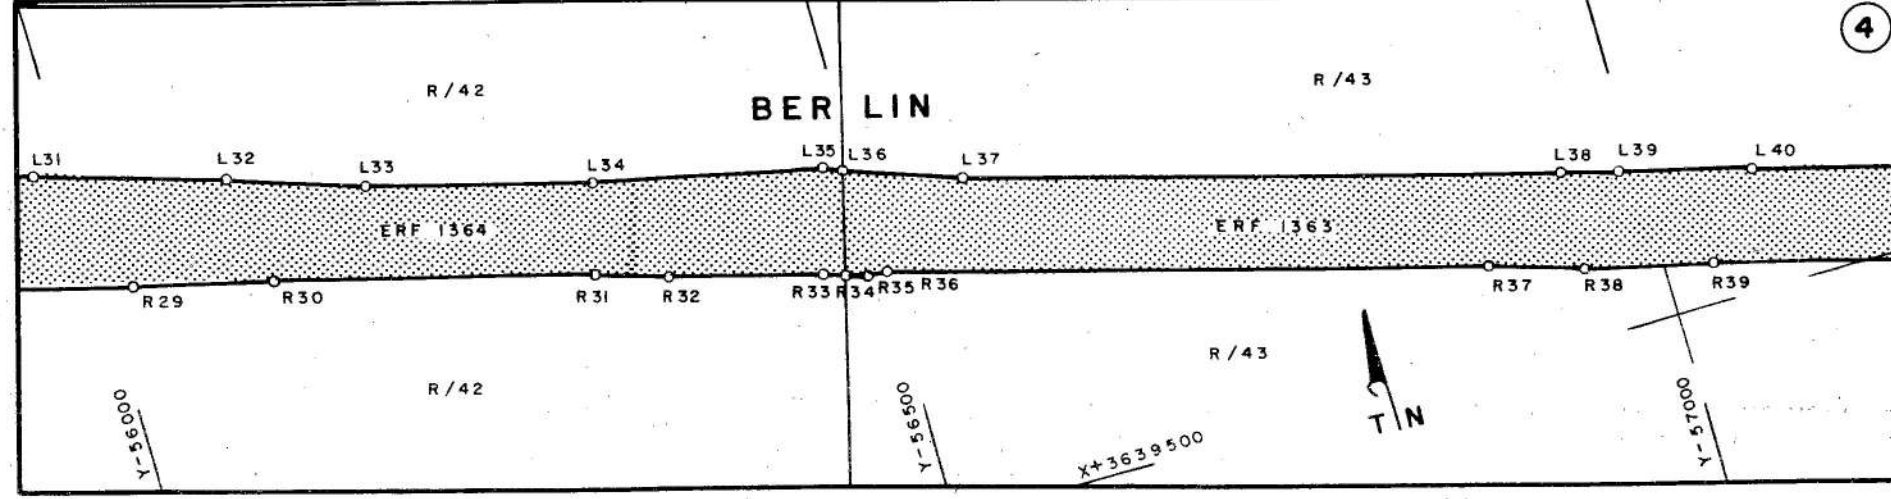 4
R/42
R/43
BERLIN
L31
L32
L33
L34
L35
L36
L37
L38
L39
L40
ERF 1364
ERF 1363
R29
R30
R31
R32
R33
R34
R35
R36
R37
R38
R39
R/42
R/43
TN
Y-56000
Y-56500
X+3639500
Y-57000